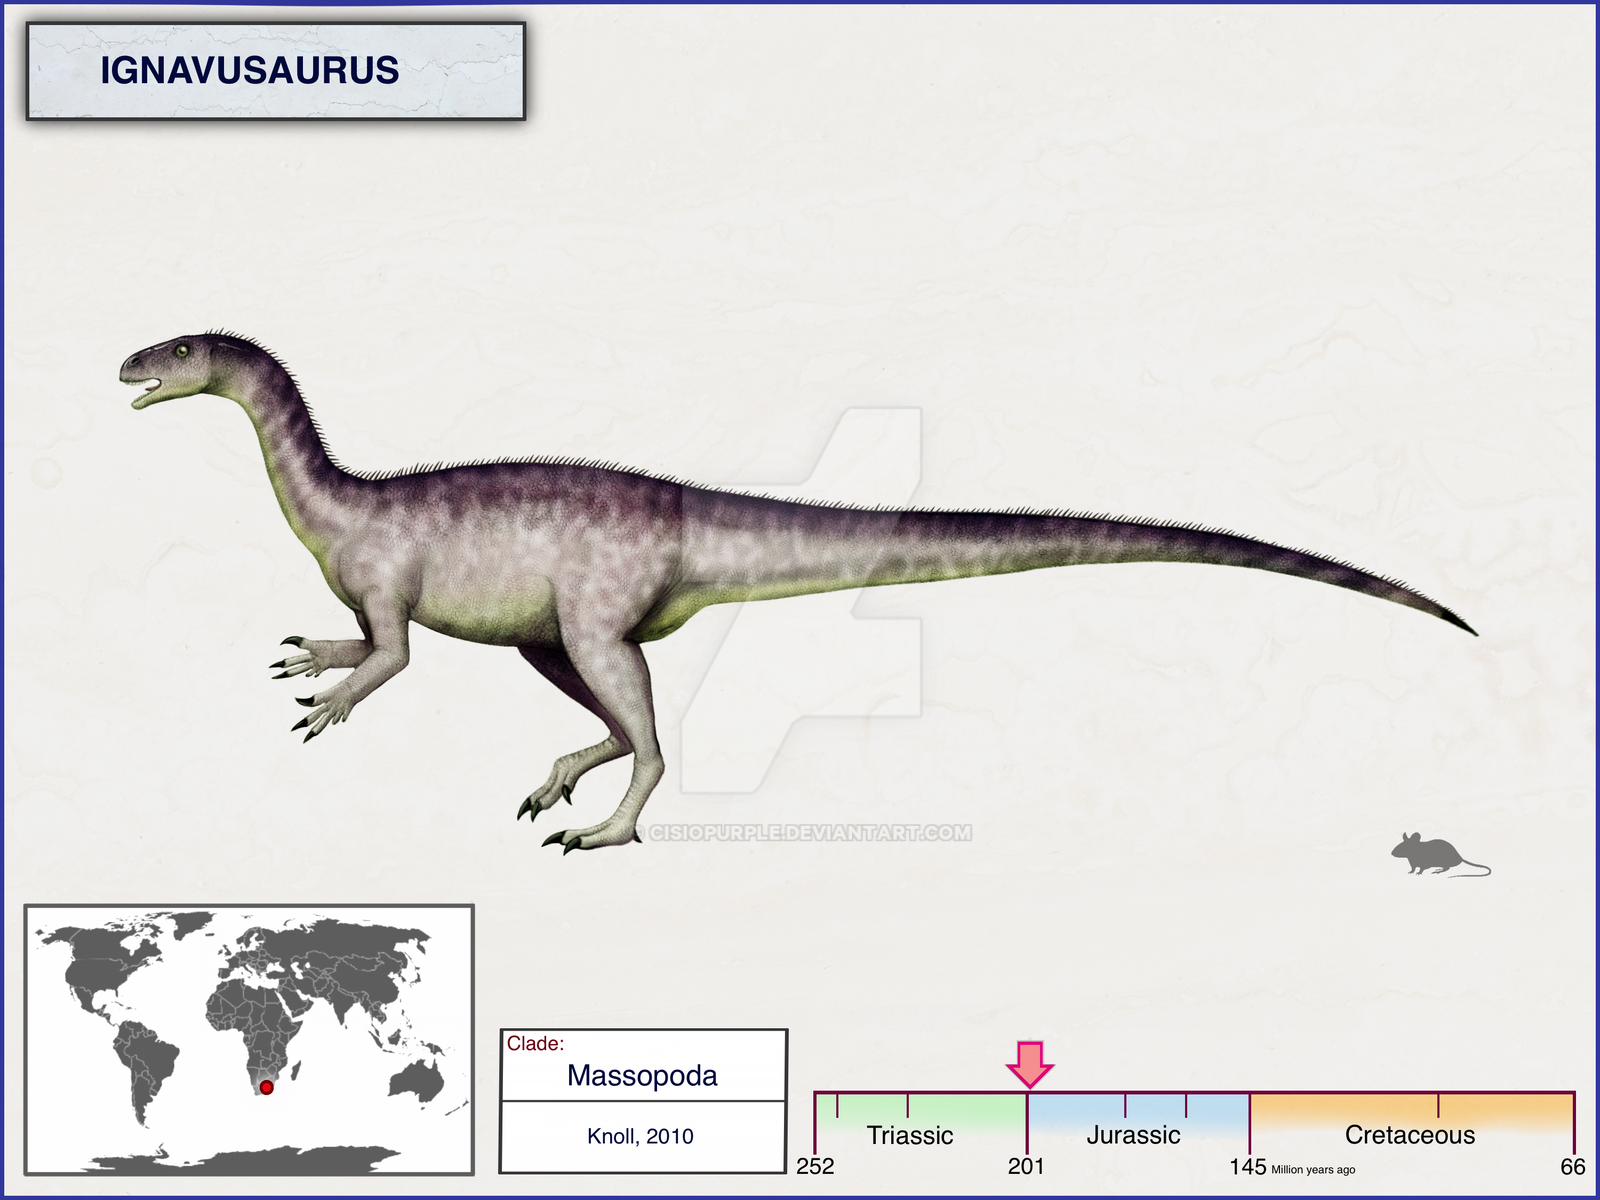 IGNAVUSAURUS
CISIOPURPLE.DEVIANTART.COM
Clade:
Massopoda
Knoll, 2010
Triassic Jurassic Cretaceous
252 201 145 Million years ago 66